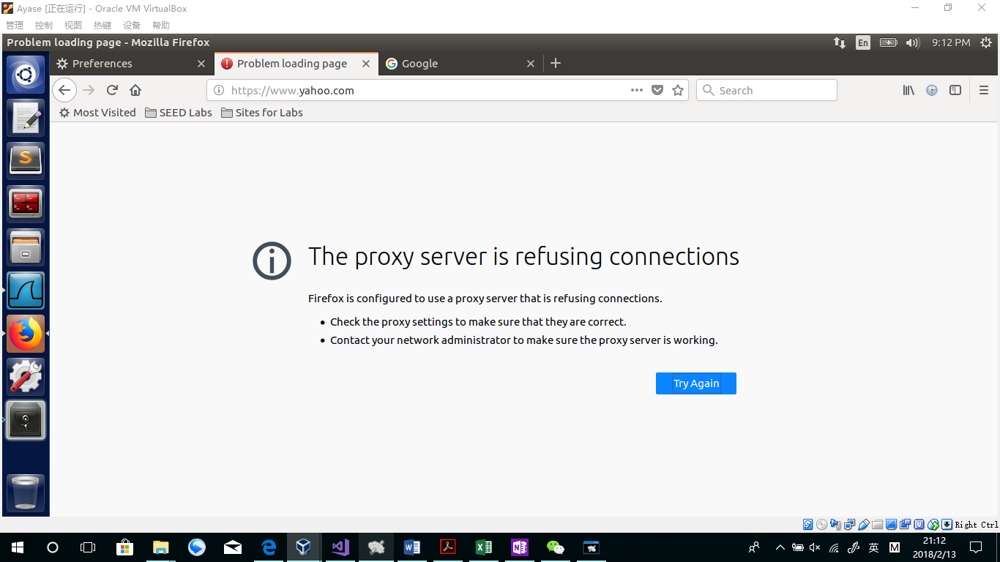 Ayase [正在运行] - Oracle VM VirtualBox
管理 控制 视图 热键 设备 帮助
Problem loading page - Mozilla Firefox En 9:12 PM
Preferences Problem loading page Google
https://www.yahoo.com Search
Most Visited SEED Labs Sites for Labs
The proxy server is refusing connections
Firefox is configured to use a proxy server that is refusing connections.
Check the proxy settings to make sure that they are correct.
Contact your network administrator to make sure the proxy server is working.
Try Again
Right Ctrl
英 M 21:12
2018/2/13